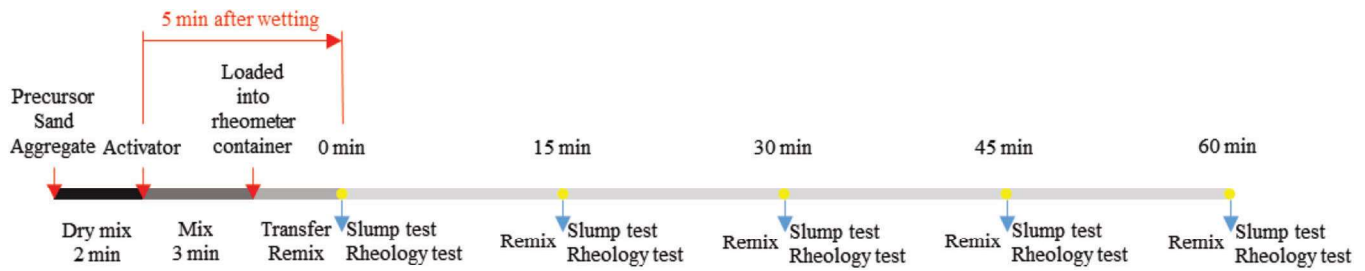 5 min after wetting
Loaded
into
rheometer
container
Precursor
Sand
Aggregate
Activator
0 min
15 min
30 min
45 min
60 min
Dry mix
2 min
Mix
3 min
Transfer
Remix
Slump test
Rheology test
Remix
Slump test
Rheology test
Remix
Slump test
Rheology test
Remix
Slump test
Rheology test
Remix
Slump test
Rheology test